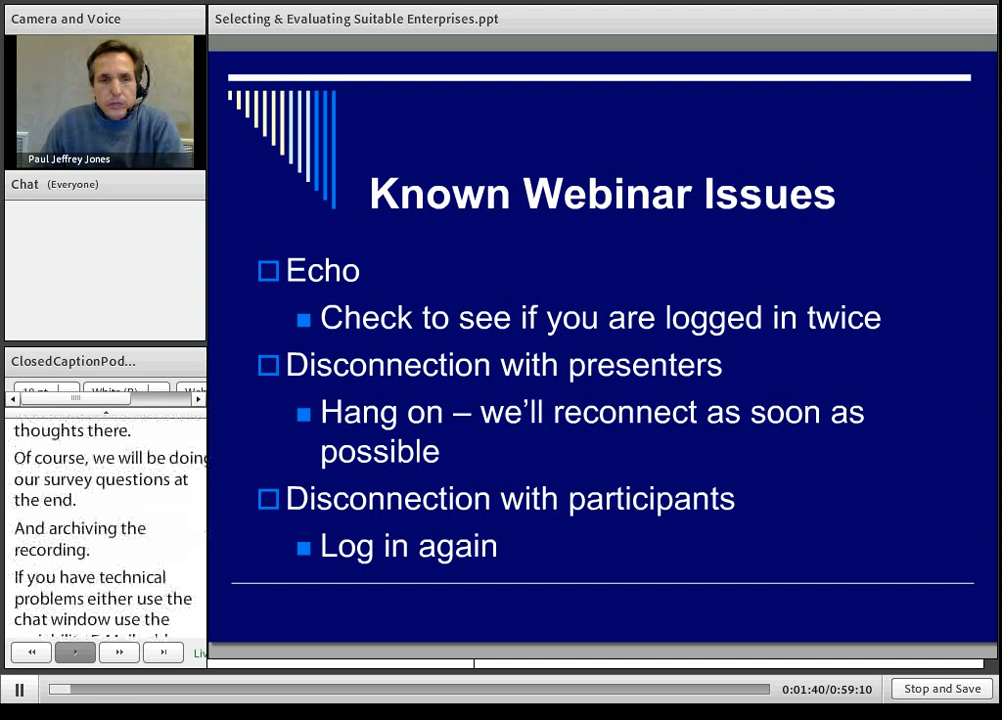 Camera and Voice
Paul Jeffrey Jones
Chat (Everyone)
ClosedCaptionPod...
thoughts there.
Of course, we will be doing
our survey questions at
the end.
And archiving the
recording.
If you have technical
problems either use the
chat window use the
Selecting & Evaluating Suitable Enterprises.ppt
Known Webinar Issues
Echo
Check to see if you are logged in twice
Disconnection with presenters
Hang on – we'll reconnect as soon as
possible
Disconnection with participants
Log in again
0:01:40/0:59:10
Stop and Save